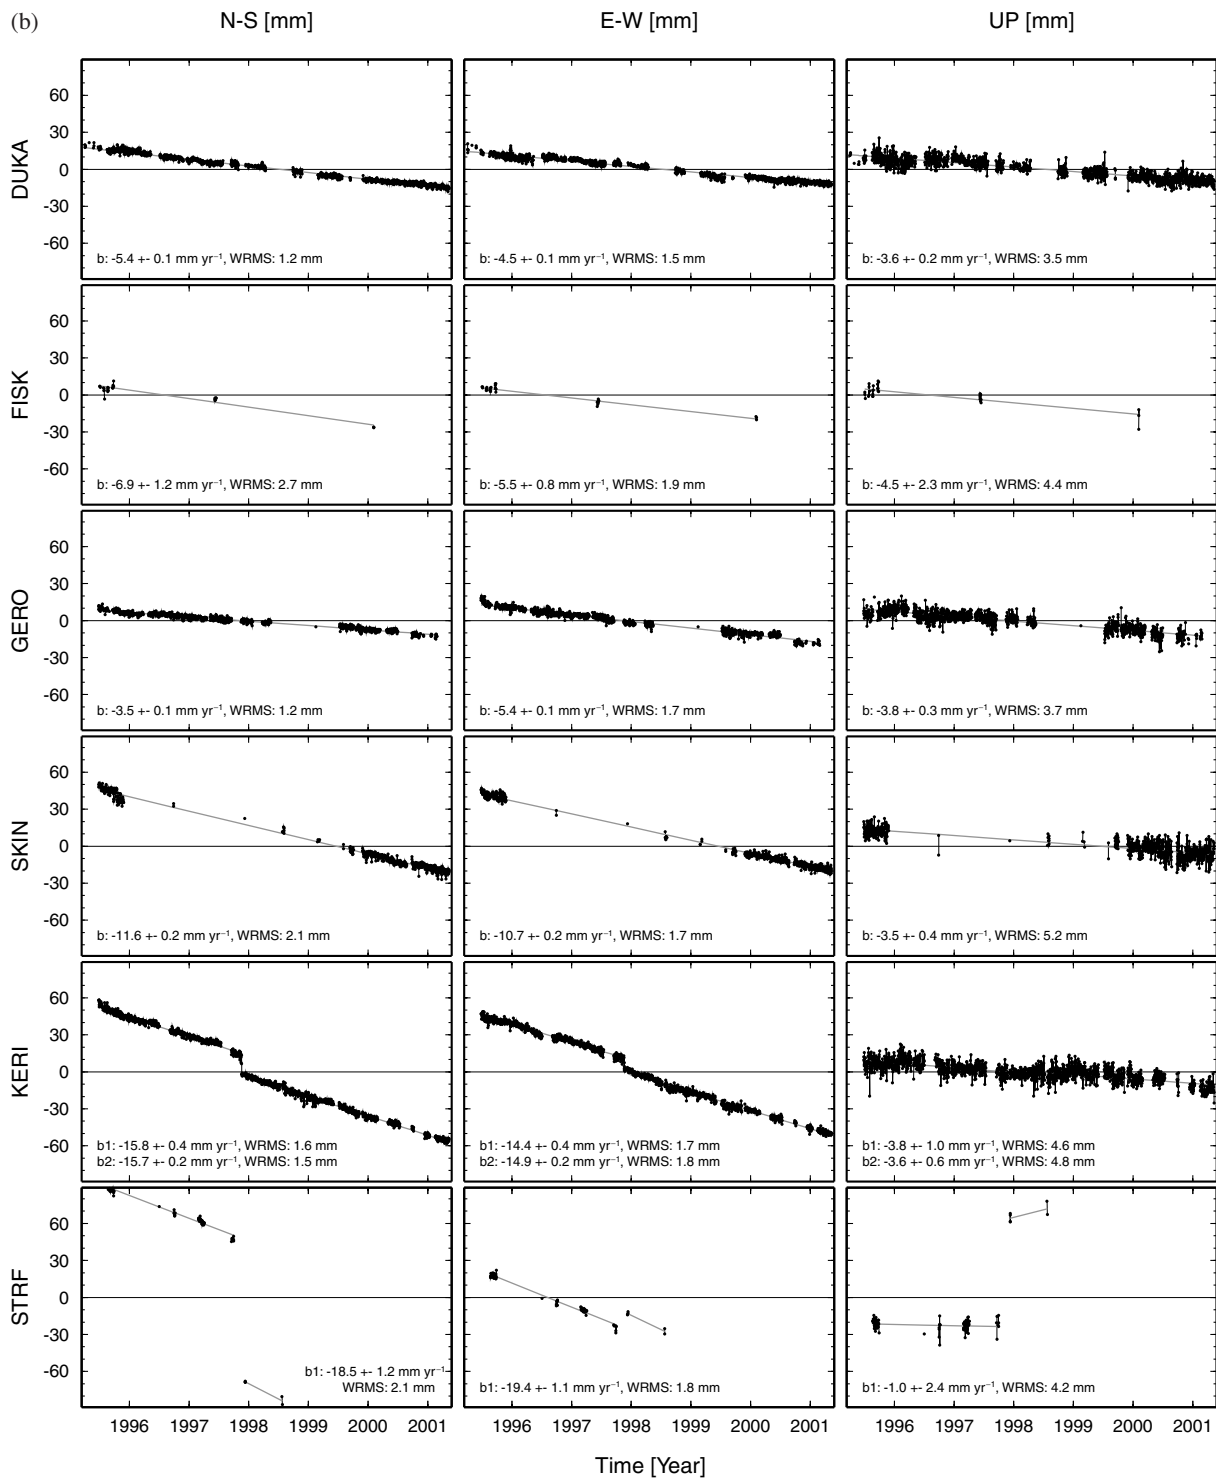 (b)
N-S [mm]
E-W [mm]
UP [mm]
DUKA
60
30
0
-30
-60
b: -5.4 +- 0.1 mm yr⁻¹, WRMS: 1.2 mm
b: -4.5 +- 0.1 mm yr⁻¹, WRMS: 1.5 mm
b: -3.6 +- 0.2 mm yr⁻¹, WRMS: 3.5 mm
FISK
60
30
0
-30
-60
b: -6.9 +- 1.2 mm yr⁻¹, WRMS: 2.7 mm
b: -5.5 +- 0.8 mm yr⁻¹, WRMS: 1.9 mm
b: -4.5 +- 2.3 mm yr⁻¹, WRMS: 4.4 mm
GERO
60
30
0
-30
-60
b: -3.5 +- 0.1 mm yr⁻¹, WRMS: 1.2 mm
b: -5.4 +- 0.1 mm yr⁻¹, WRMS: 1.7 mm
b: -3.8 +- 0.3 mm yr⁻¹, WRMS: 3.7 mm
SKIN
60
30
0
-30
-60
b: -11.6 +- 0.2 mm yr⁻¹, WRMS: 2.1 mm
b: -10.7 +- 0.2 mm yr⁻¹, WRMS: 1.7 mm
b: -3.5 +- 0.4 mm yr⁻¹, WRMS: 5.2 mm
KERI
60
30
0
-30
-60
b1: -15.8 +- 0.4 mm yr⁻¹, WRMS: 1.6 mm
b2: -15.7 +- 0.2 mm yr⁻¹, WRMS: 1.5 mm
b1: -14.4 +- 0.4 mm yr⁻¹, WRMS: 1.7 mm
b2: -14.9 +- 0.2 mm yr⁻¹, WRMS: 1.8 mm
b1: -3.8 +- 1.0 mm yr⁻¹, WRMS: 4.6 mm
b2: -3.6 +- 0.6 mm yr⁻¹, WRMS: 4.8 mm
STRF
60
30
0
-30
-60
b1: -18.5 +- 1.2 mm yr⁻¹
WRMS: 2.1 mm
b1: -19.4 +- 1.1 mm yr⁻¹, WRMS: 1.8 mm
b1: -1.0 +- 2.4 mm yr⁻¹, WRMS: 4.2 mm
1996 1997 1998 1999 2000 2001
1996 1997 1998 1999 2000 2001
1996 1997 1998 1999 2000 2001
Time [Year]